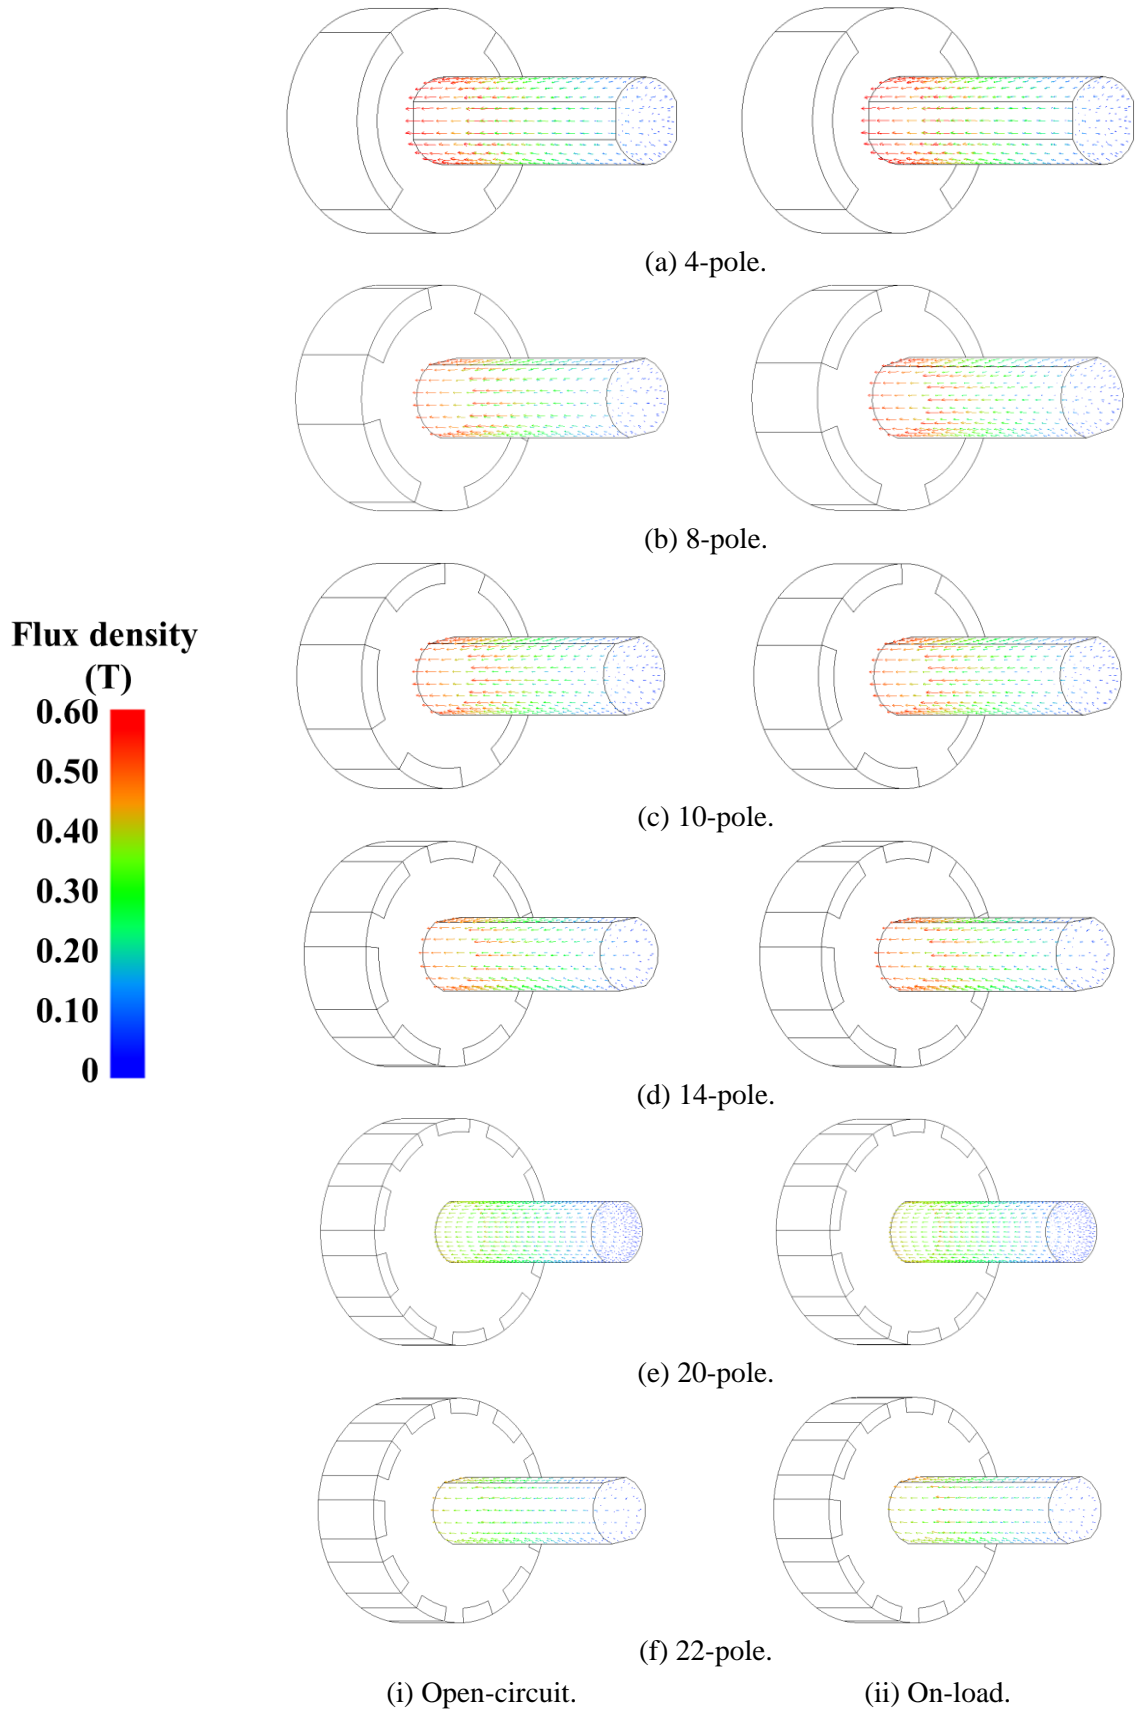 (a) 4-pole.
(b) 8-pole.
Flux density
(T)
0.60
0.50
0.40
0.30
0.20
0.10
0
(c) 10-pole.
(d) 14-pole.
(e) 20-pole.
(f) 22-pole.
(i) Open-circuit.
(ii) On-load.